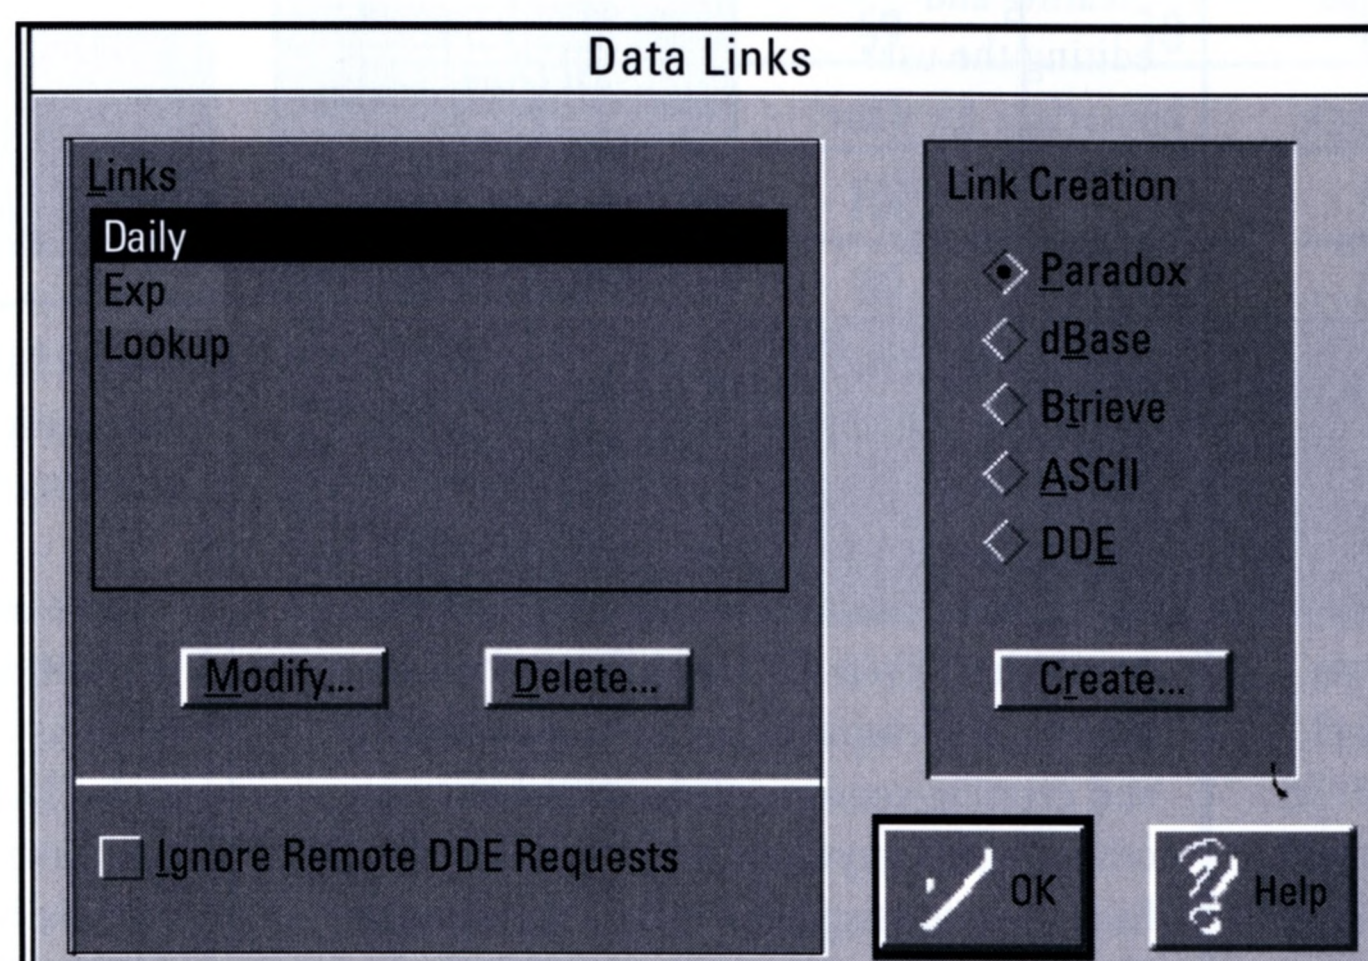 Data Links
Links
Daily
Exp
Lookup
Modify...
Delete...
Ignore Remote DDE Requests
Link Creation
Paradox
dBase
Btrieve
ASCII
DDE
Create...
OK
Help